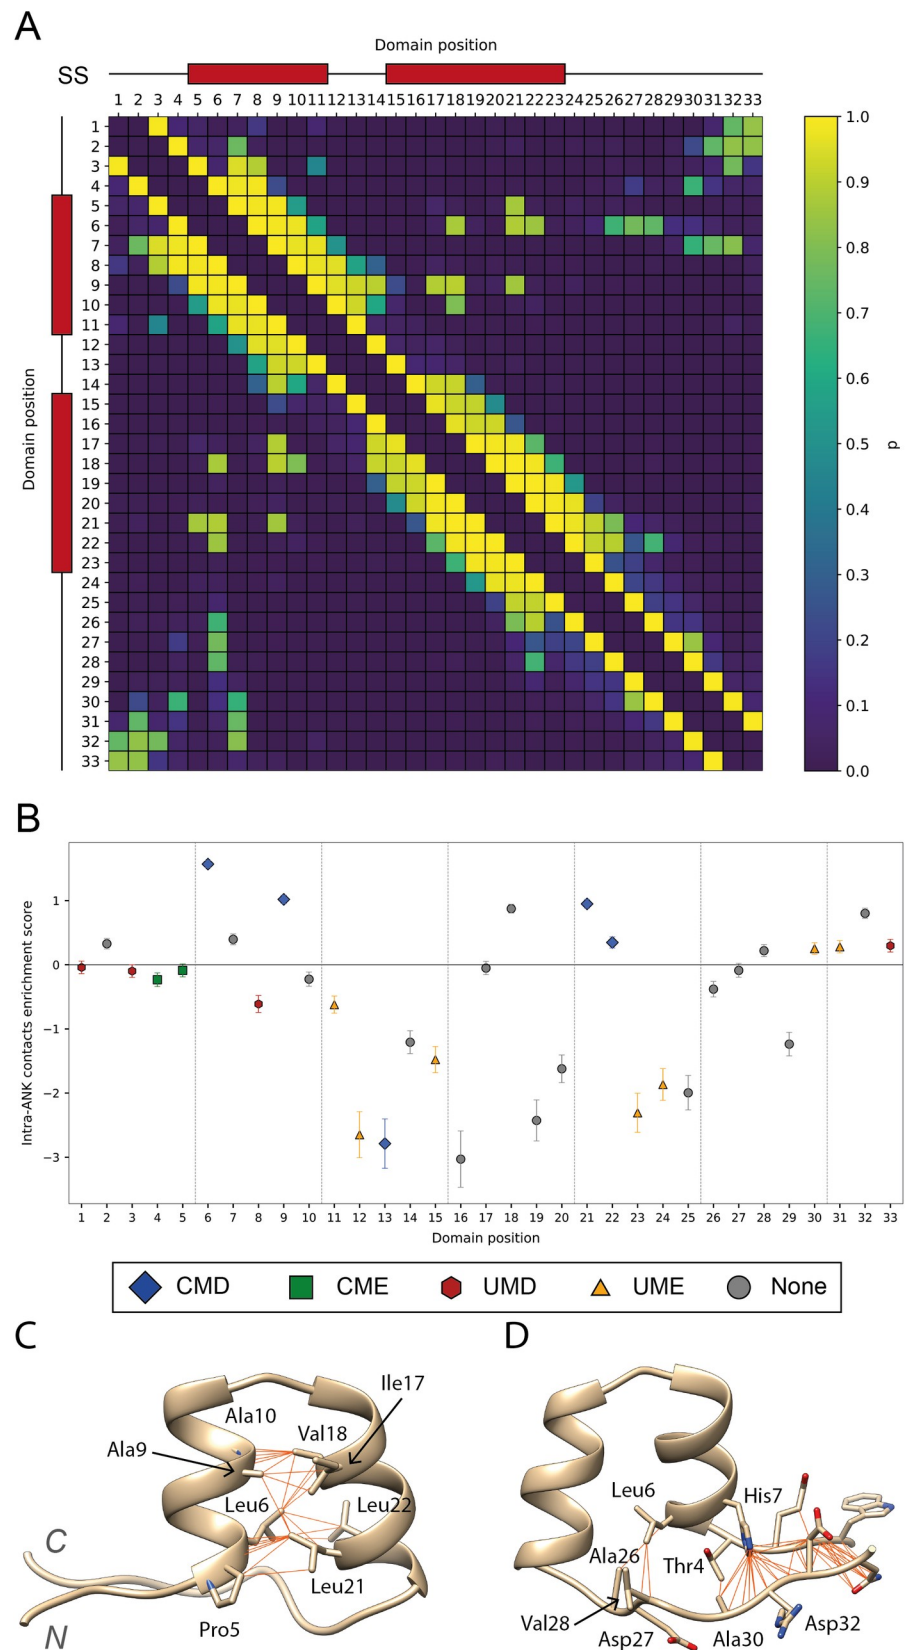 A
Domain position
SS
1 2 3 4 5 6 7 8 9 10 11 12 13 14 15 16 17 18 19 20 21 22 23 24 25 26 27 28 29 30 31 32 33
1
2
3
4
5
6
7
8
9
10
11
12
13
14
15
16
17
18
19
20
21
22
23
24
25
26
27
28
29
30
31
32
33
Domain position
1.0
0.9
0.8
0.7
0.6
0.5
0.4
0.3
0.2
0.1
0.0
p
B
Intra-ANK contacts enrichment score
1
0
−1
−2
−3
1 2 3 4 5 6 7 8 9 10 11 12 13 14 15 16 17 18 19 20 21 22 23 24 25 26 27 28 29 30 31 32 33
Domain position
CMD CME UMD UME None
C
Ile17
Ala10
Val18
Ala9
Leu6
Leu22
C
Leu21
Pro5
N
D
Leu6
His7
Ala26
Thr4
Val28
Asp27
Ala30
Asp32